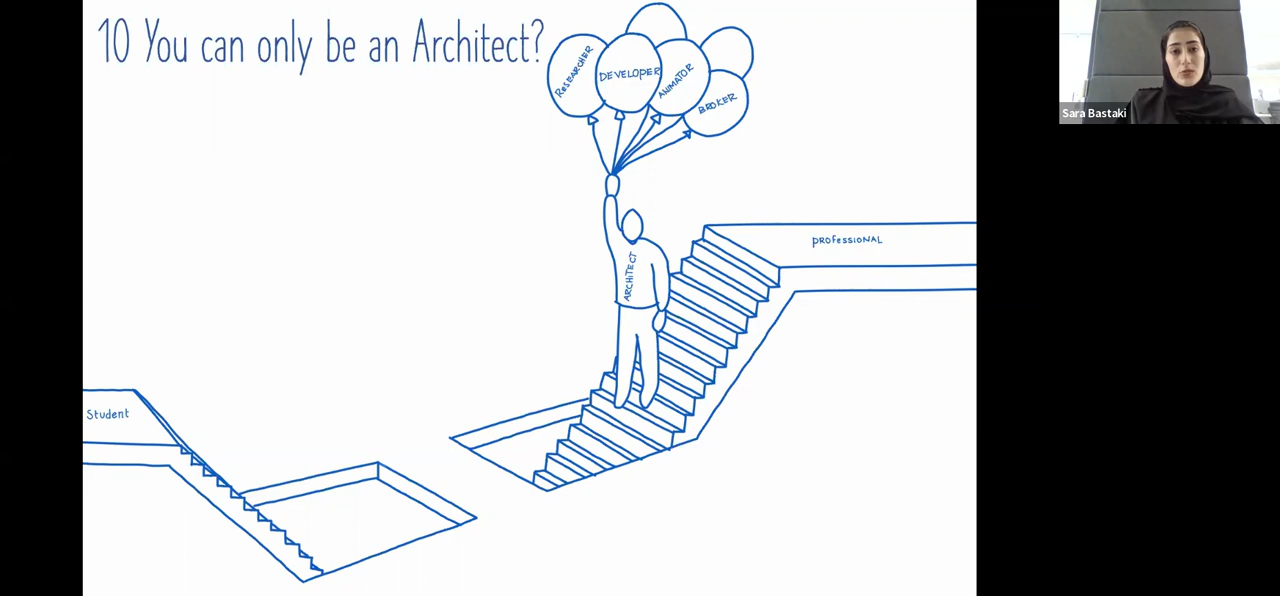 10 You can only be an Architect?
RESEARCHER
DEVELOPER
ANIMATOR
BROKER
ARCHITECT
PROFESSIONAL
Student
Sara Bastaki